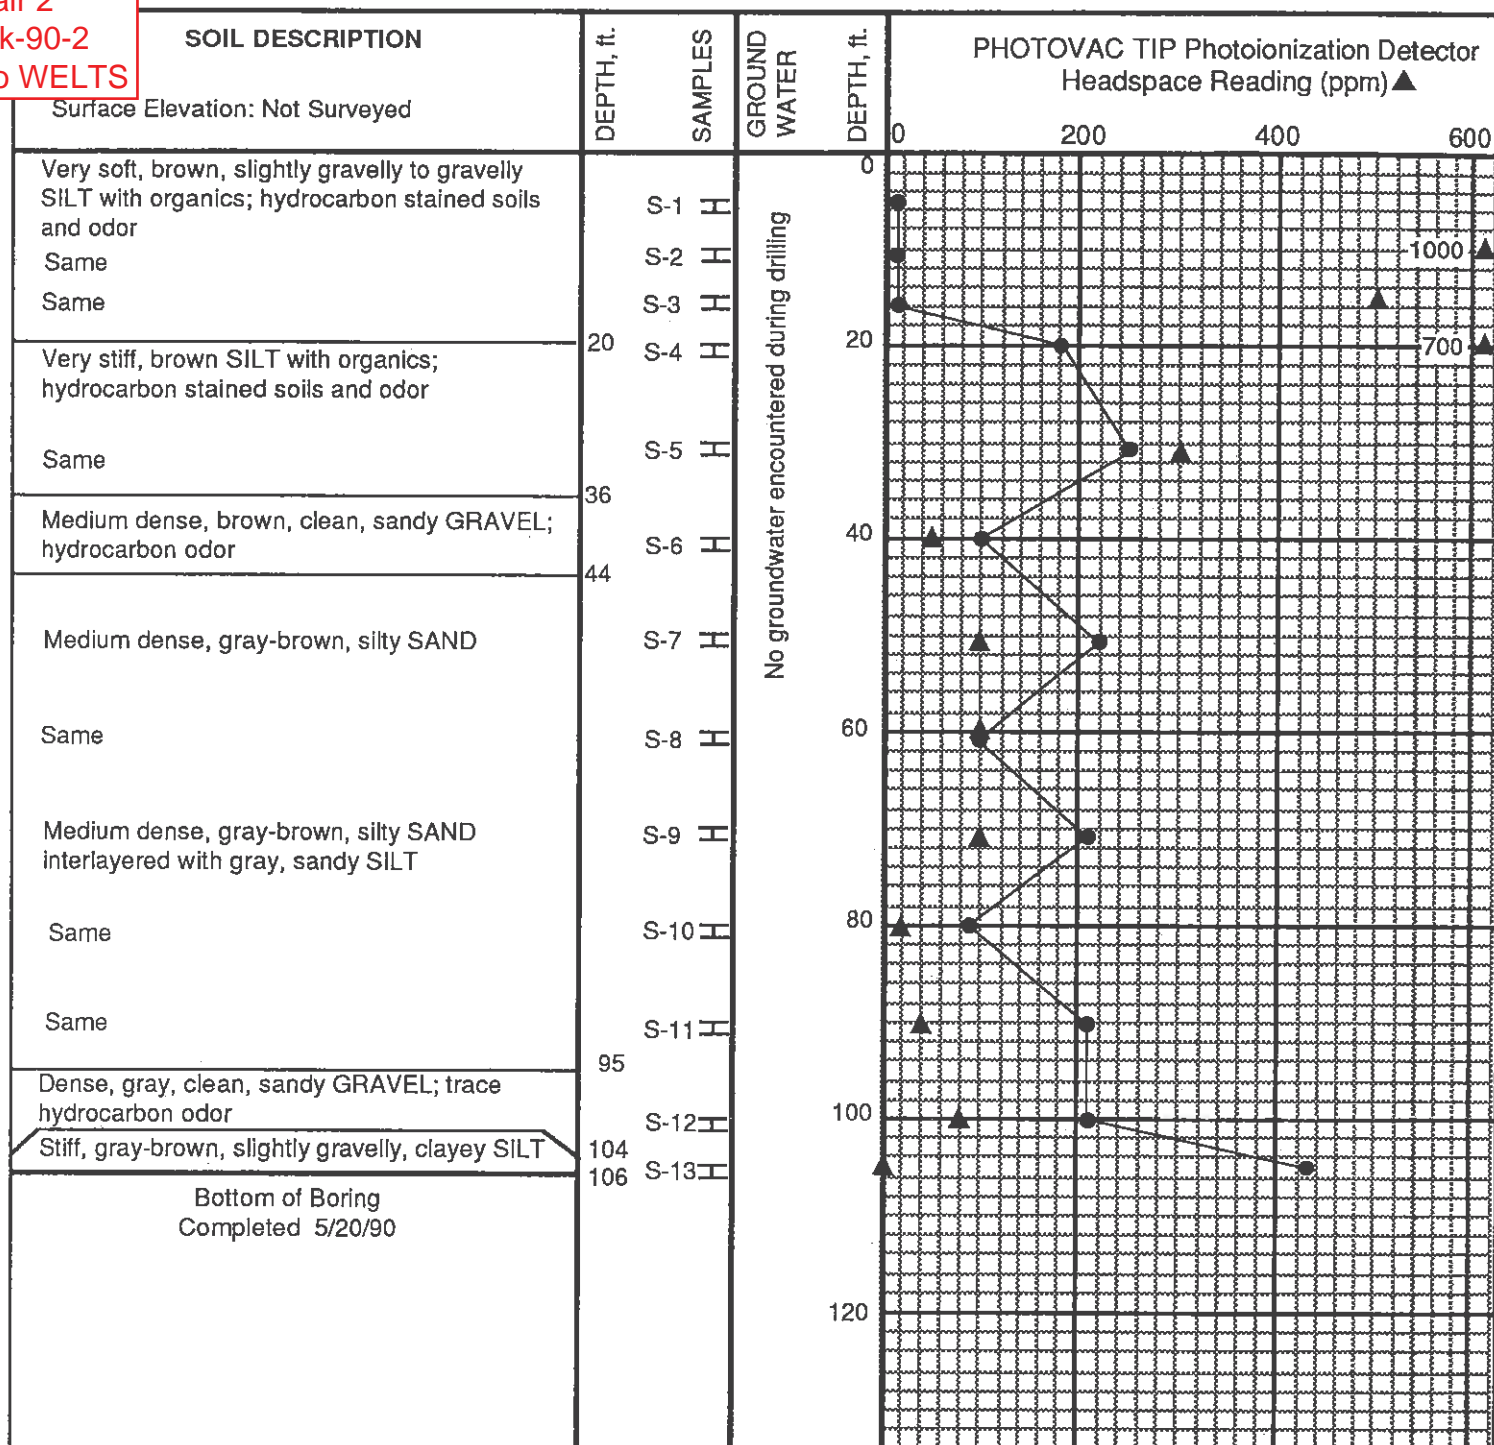 k-90-2
WELTS
SOIL DESCRIPTION
Surface Elevation: Not Surveyed
DEPTH, ft.
SAMPLES
GROUND
WATER
DEPTH, ft.
PHOTOVAC TIP Photoionization Detector
Headspace Reading (ppm)▲
0 200 400 600
Very soft, brown, slightly gravelly to gravelly
SILT with organics; hydrocarbon stained soils
and odor
Same
Same
20
Very stiff, brown SILT with organics;
hydrocarbon stained soils and odor
Same
36
Medium dense, brown, clean, sandy GRAVEL;
hydrocarbon odor
44
Medium dense, gray-brown, silty SAND
Same
Medium dense, gray-brown, silty SAND
interlayered with gray, sandy SILT
Same
Same
95
Dense, gray, clean, sandy GRAVEL; trace
hydrocarbon odor
Stiff, gray-brown, slightly gravelly, clayey SILT
104
106
Bottom of Boring
Completed 5/20/90
S-1
S-2
S-3
S-4
S-5
S-6
S-7
S-8
S-9
S-10
S-11
S-12
S-13
No groundwater encountered during drilling
0
20
40
60
80
100
120
1000
700